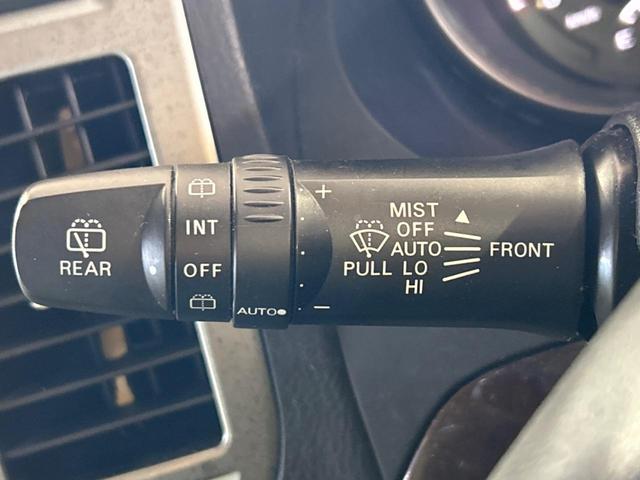 REAR
INT
OFF
AUTO
+
−
MIST
OFF
AUTO
PULL LO
HI
FRONT